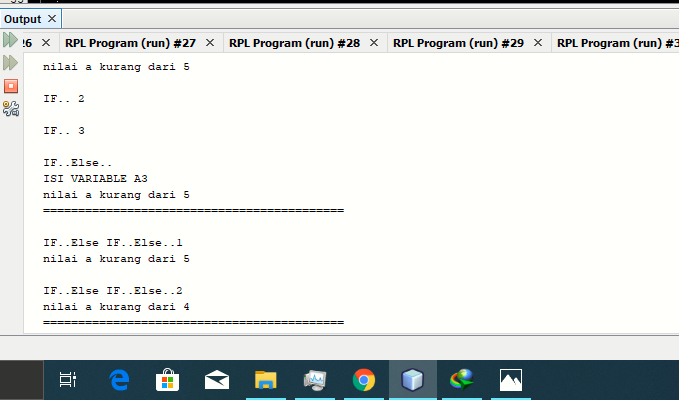 Output
26 RPL Program (run) #27 RPL Program (run) #28 RPL Program (run) #29 RPL Program (run) #3
nilai a kurang dari 5
IF.. 2
IF.. 3
IF..Else..
ISI VARIABLE A3
nilai a kurang dari 5
===========================================
IF..Else IF..Else..1
nilai a kurang dari 5
IF..Else IF..Else..2
nilai a kurang dari 4
===========================================